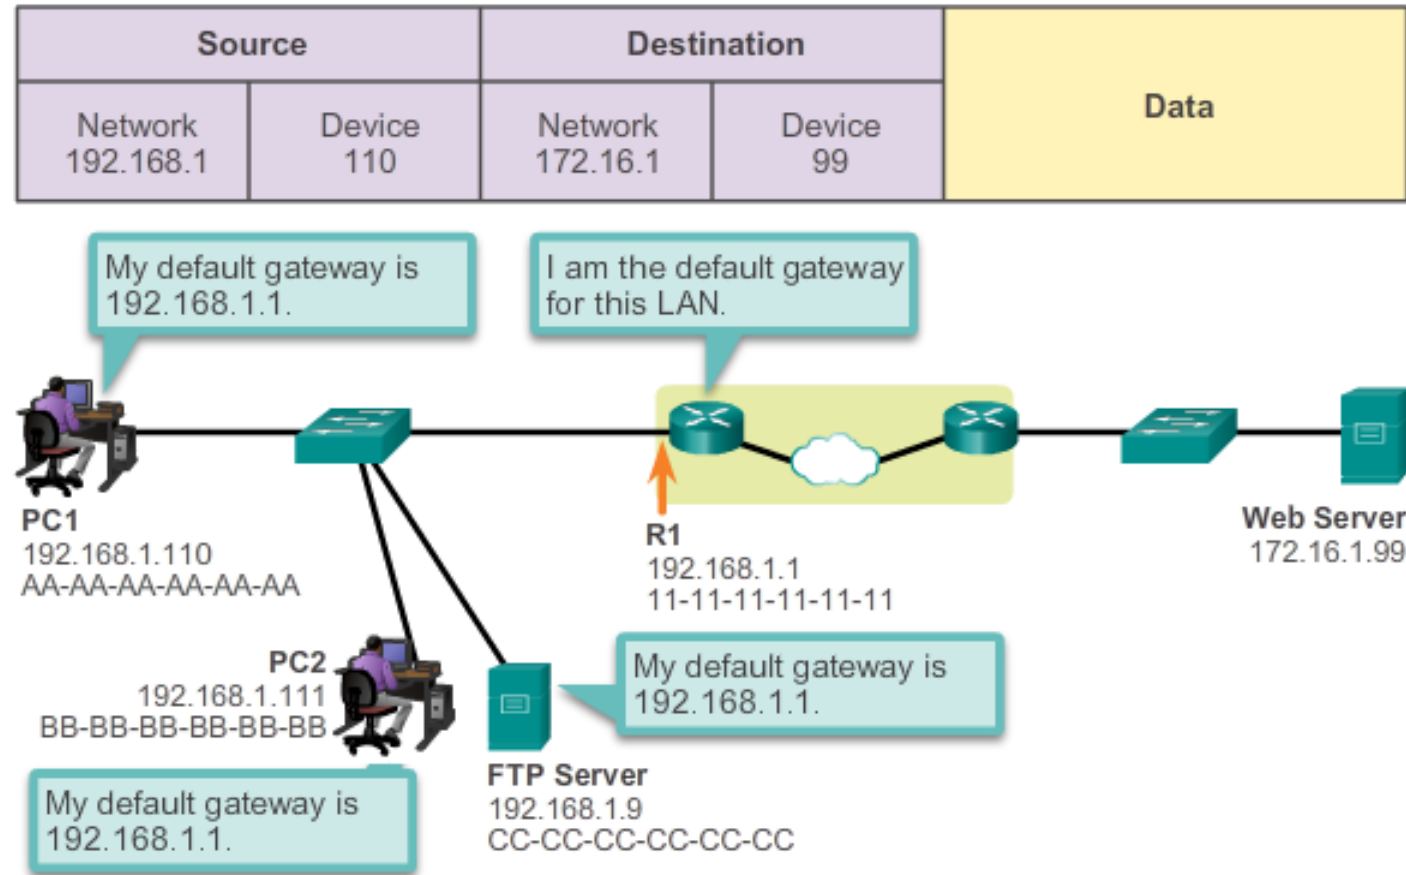 Source
Destination
Data
Network
192.168.1
Device
110
Network
172.16.1
Device
99
My default gateway is
192.168.1.1.
I am the default gateway
for this LAN.
PC1
192.168.1.110
AA-AA-AA-AA-AA-AA
R1
192.168.1.1
11-11-11-11-11-11
Web Server
172.16.1.99
PC2
192.168.1.111
BB-BB-BB-BB-BB-BB
My default gateway is
192.168.1.1.
FTP Server
192.168.1.9
CC-CC-CC-CC-CC-CC
My default gateway is
192.168.1.1.